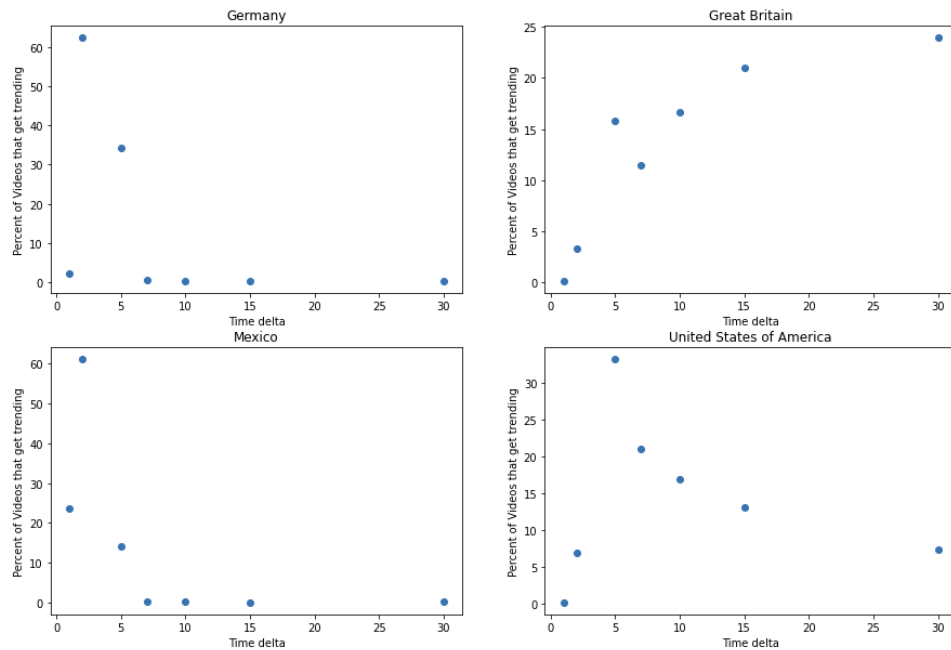 Germany
60
50
40
30
20
10
0
Percent of Videos that get trending
0 5 10 15 20 25 30
Time delta
Great Britain
25
20
15
10
5
0
Percent of Videos that get trending
0 5 10 15 20 25 30
Time delta
Mexico
60
50
40
30
20
10
0
Percent of Videos that get trending
0 5 10 15 20 25 30
Time delta
United States of America
30
25
20
15
10
5
0
Percent of Videos that get trending
0 5 10 15 20 25 30
Time delta